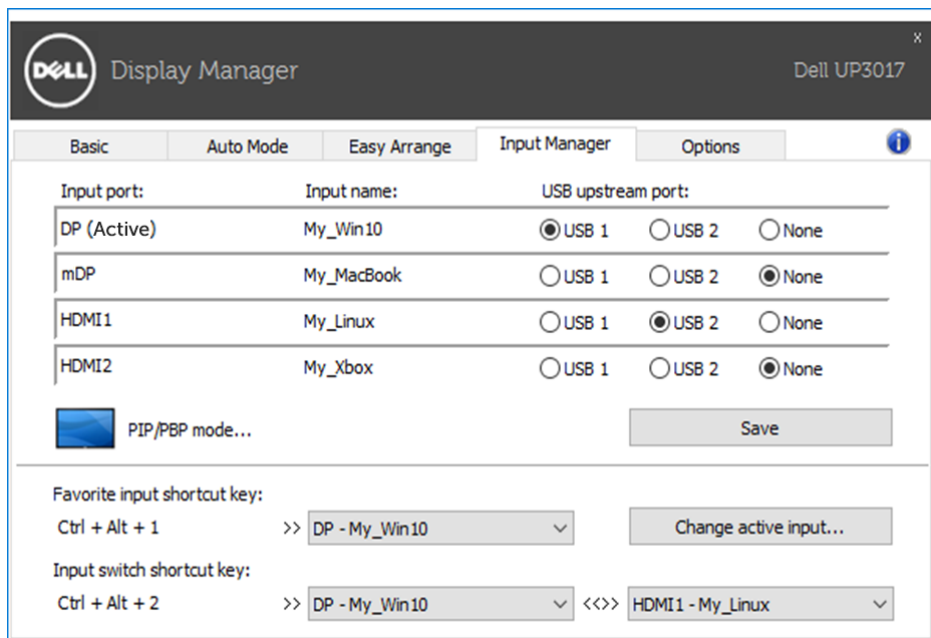 x
DELL Display Manager Dell UP3017
Basic Auto Mode Easy Arrange Input Manager Options i
Input port: Input name: USB upstream port:
DP (Active) My_Win10 USB 1 USB 2 None
mDP My_MacBook USB 1 USB 2 None
HDMI1 My_Linux USB 1 USB 2 None
HDMI2 My_Xbox USB 1 USB 2 None
PIP/PBP mode... Save
Favorite input shortcut key:
Ctrl + Alt + 1 >> DP - My_Win10 Change active input...
Input switch shortcut key:
Ctrl + Alt + 2 >> DP - My_Win10 <<>> HDMI1 - My_Linux